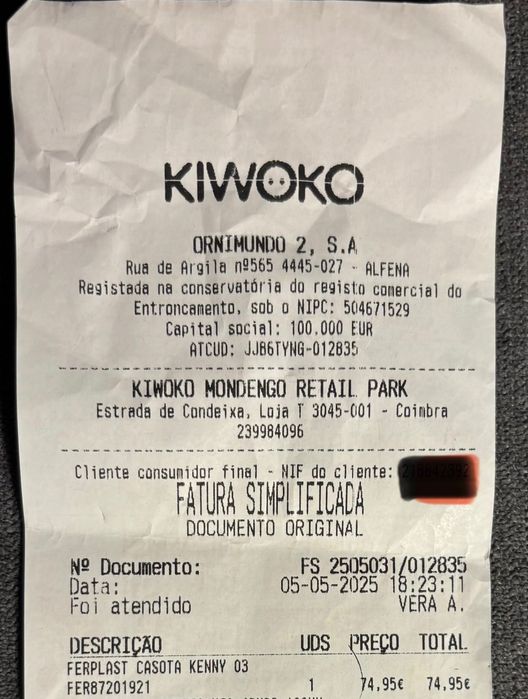 KIWOKO
ORNIMUNDO 2, S.A
Rua de Argila nº565 4445-027 - ALFENA
Registada na conservatória do registo comercial do
Entroncamento, sob o NIPC: 504671529
Capital social: 100.000 EUR
ATCUD: JJB6TYNG-012835
KIWOKO MONDENGO RETAIL PARK
Estrada de Condeixa, Loja T 3045-001 - Coimbra
239984096
Cliente consumidor final - NIF do cliente:
FATURA SIMPLIFICADA
DOCUMENTO ORIGINAL
Nº Documento: FS 2505031/012835
Data: 05-05-2025 18:23:11
Foi atendido VERA A.
DESCRIÇÃO UDS PREÇO TOTAL
FERPLAST CASOTA KENNY 03
FER87201921 1 74,95€ 74,95€